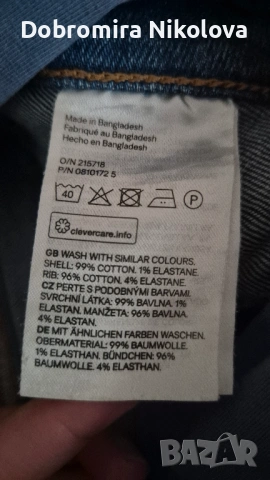 Dobromira Nikolova
Made in Bangladesh
Fabriqué au Bangladesh
Hecho en Bangladesh
O/N 215718
P/N 0810172 5
40
P
clevercare.info
GB WASH WITH SIMILAR COLOURS.
SHELL: 99% COTTON. 1% ELASTANE.
RIB: 96% COTTON. 4% ELASTANE.
CZ PERTE S PODOBNÝMI BARVAMI.
SVRCHNÍ LÁTKA: 99% BAVLNA. 1%
ELASTAN. MANŽETA: 96% BAVLNA.
4% ELASTAN.
DE MIT ÄHNLICHEN FARBEN WASCHEN.
OBERMATERIAL: 99% BAUMWOLLE.
1% ELASTHAN. BÜNDCHEN: 96%
BAUMWOLLE. 4% ELASTHAN.
BAZAR